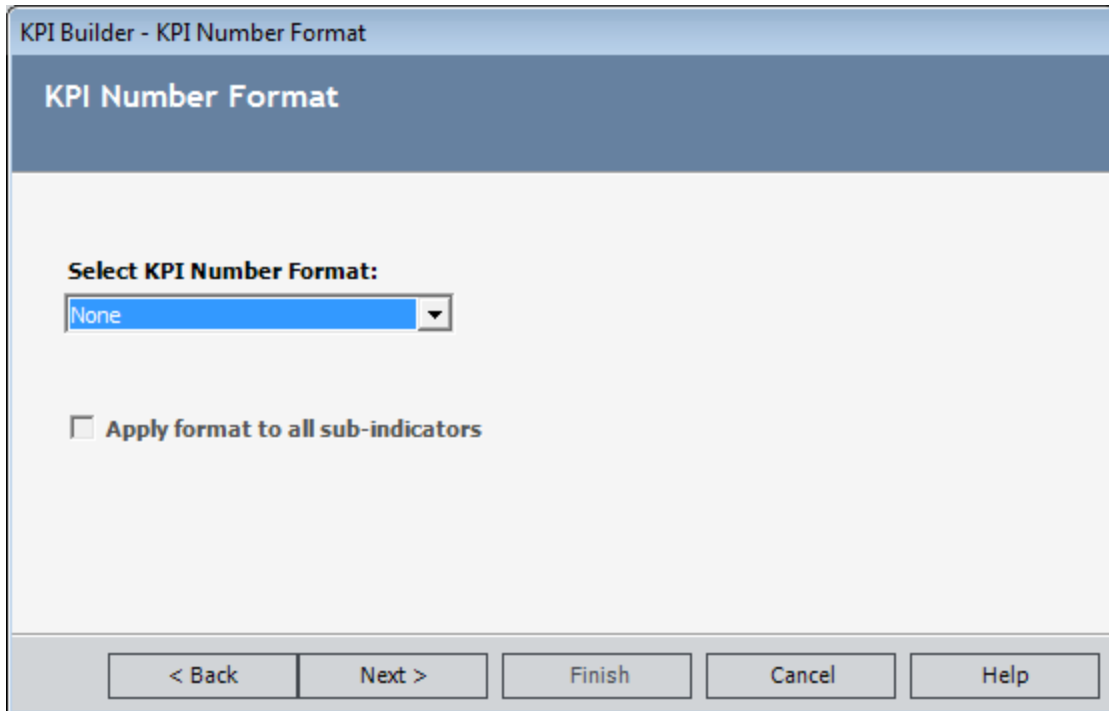 KPI Builder - KPI Number Format
KPI Number Format
Select KPI Number Format:
None
Apply format to all sub-indicators
< Back Next > Finish Cancel Help